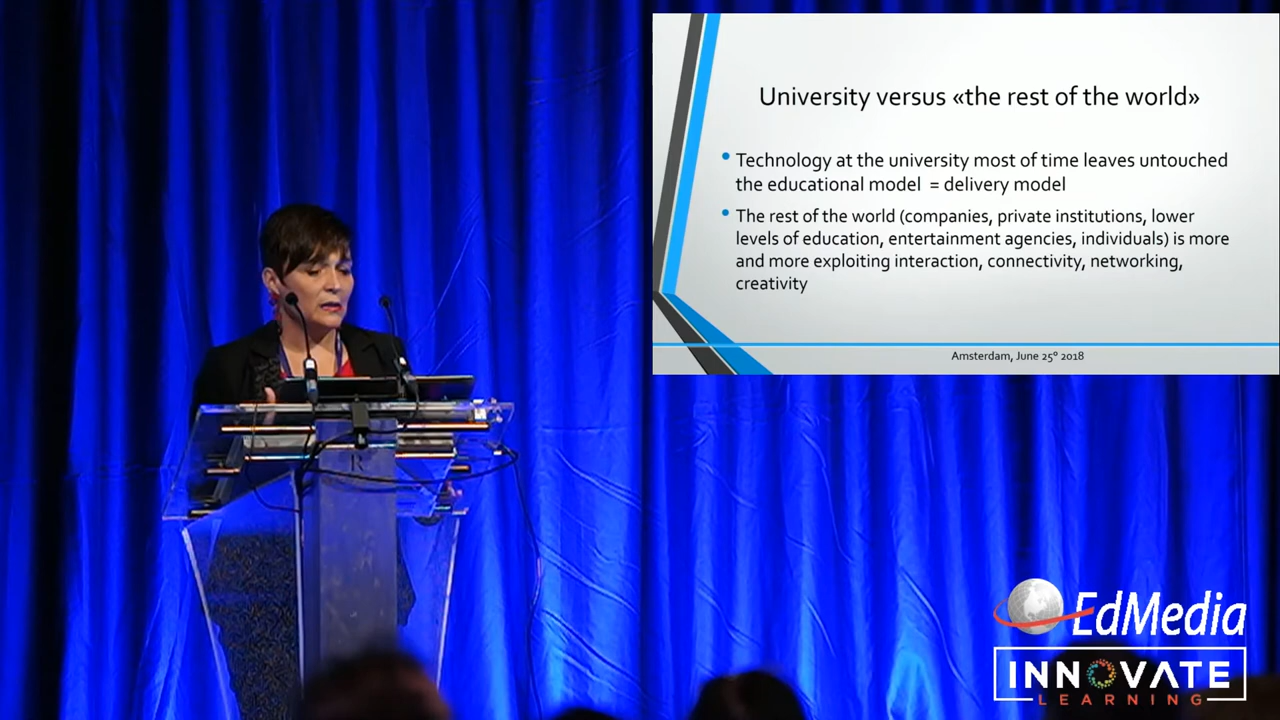 University versus «the rest of the world»
• Technology at the university most of time leaves untouched
the educational model = delivery model
• The rest of the world (companies, private institutions, lower
levels of education, entertainment agencies, individuals) is more
and more exploiting interaction, connectivity, networking,
creativity
Amsterdam, June 25º 2018
R
EdMedia
INNOVATE
LEARNING